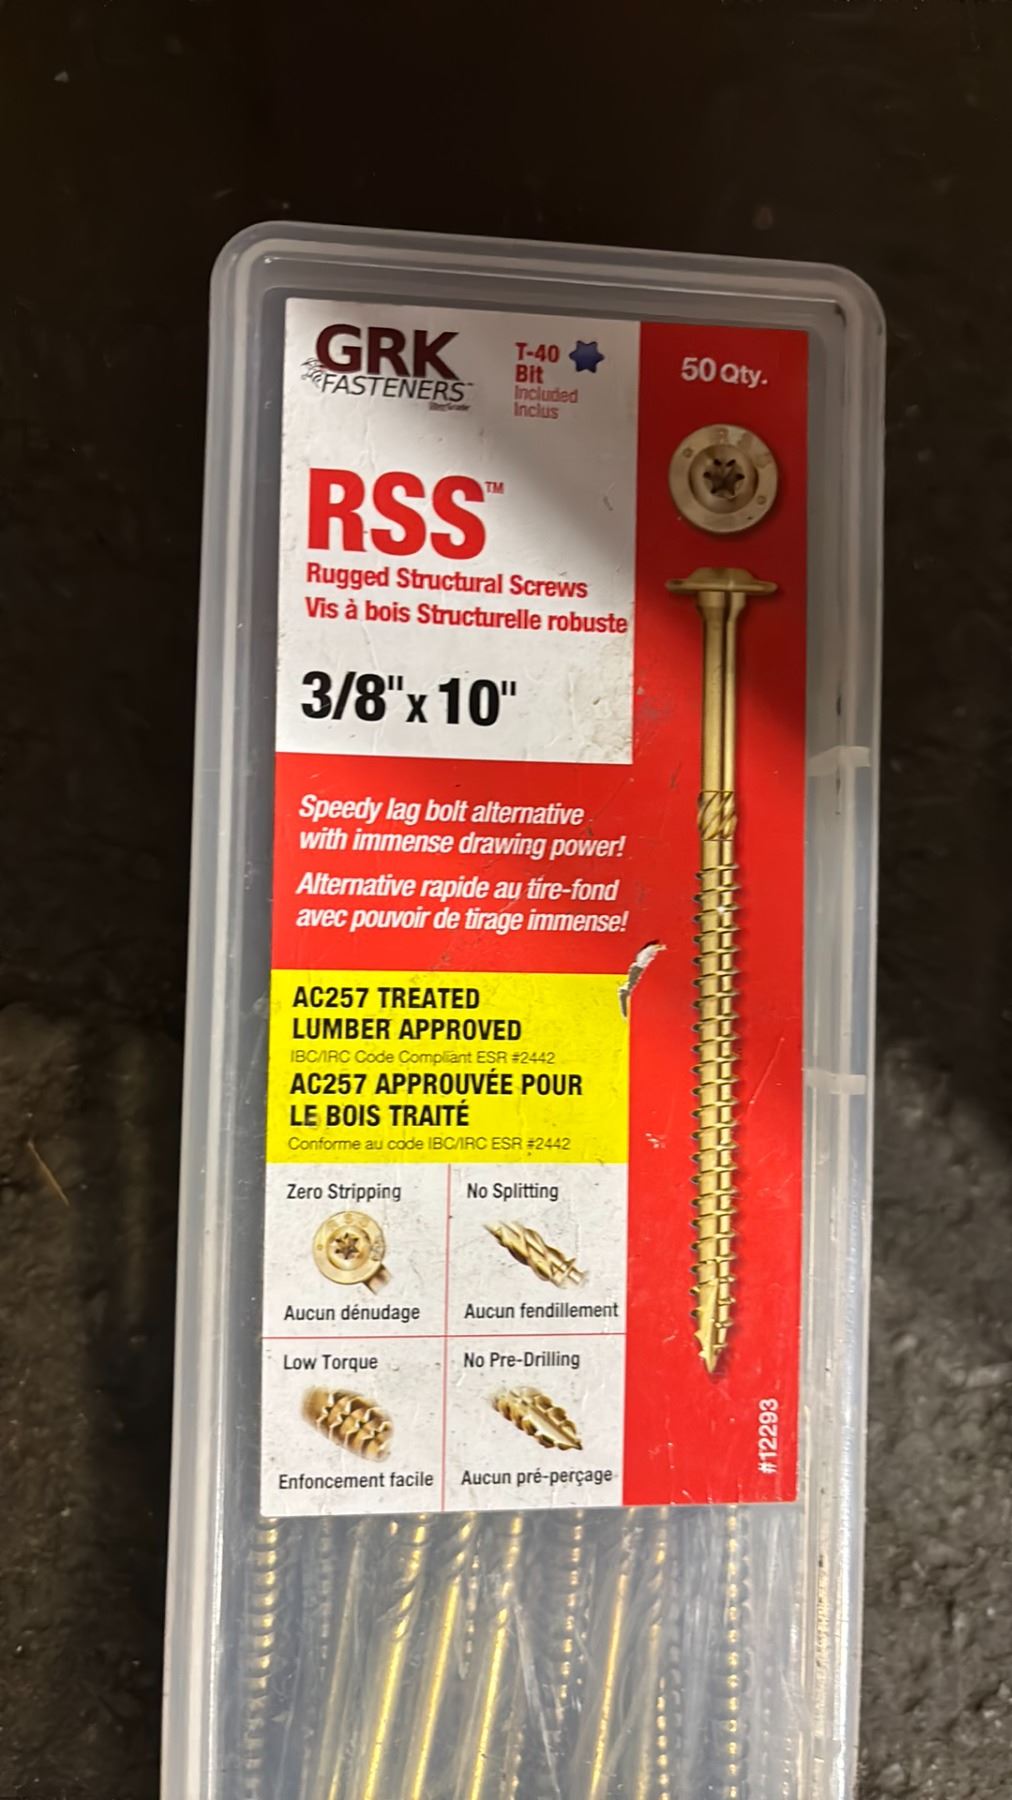 GRK
FASTENERS™
T-40
Bit
Included
Inclus
50 Qty.
RSS™
Rugged Structural Screws
Vis à bois Structurelle robuste
3/8" x 10"
Speedy lag bolt alternative
with immense drawing power!
Alternative rapide au tire-fond
avec pouvoir de tirage immense!
AC257 TREATED
LUMBER APPROVED
IBC/IRC Code Compliant ESR #2442
AC257 APPROUVÉE POUR
LE BOIS TRAITÉ
Conforme au code IBC/IRC ESR #2442
Zero Stripping
No Splitting
Aucun dénudage
Aucun fendillement
Low Torque
No Pre-Drilling
Enfoncement facile
Aucun pré-perçage
#12293